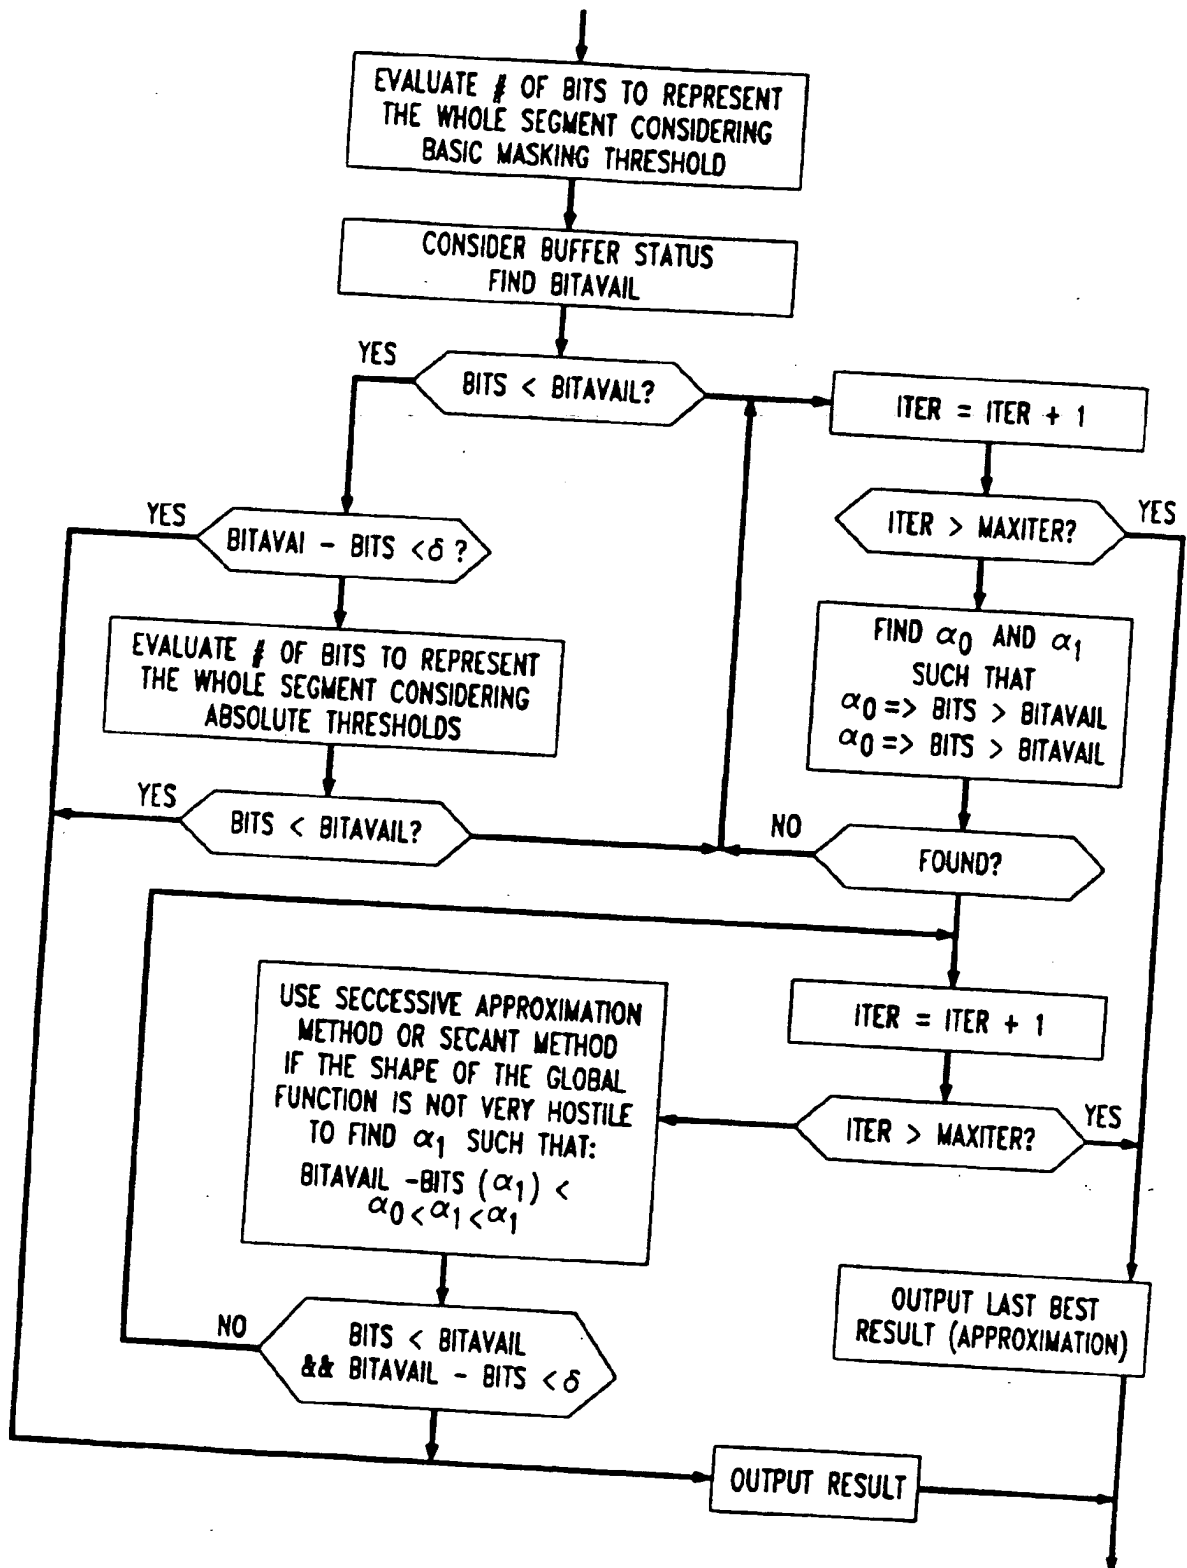 EVALUATE # OF BITS TO REPRESENT
THE WHOLE SEGMENT CONSIDERING
BASIC MASKING THRESHOLD
CONSIDER BUFFER STATUS
FIND BITAVAIL
YES
BITS < BITAVAIL?
ITER = ITER + 1
YES
BITAVAI - BITS < δ ?
ITER > MAXITER?
YES
EVALUATE # OF BITS TO REPRESENT
THE WHOLE SEGMENT CONSIDERING
ABSOLUTE THRESHOLDS
FIND α0 AND α1
SUCH THAT
α0 => BITS > BITAVAIL
α0 => BITS > BITAVAIL
YES
BITS < BITAVAIL?
NO
FOUND?
ITER = ITER + 1
USE SECCESSIVE APPROXIMATION
METHOD OR SECANT METHOD
IF THE SHAPE OF THE GLOBAL
FUNCTION IS NOT VERY HOSTILE
TO FIND α1 SUCH THAT:
BITAVAIL -BITS (α1) <
α0 < α1 < α1
ITER > MAXITER?
YES
OUTPUT LAST BEST
RESULT (APPROXIMATION)
NO
BITS < BITAVAIL
&& BITAVAIL - BITS < δ
OUTPUT RESULT